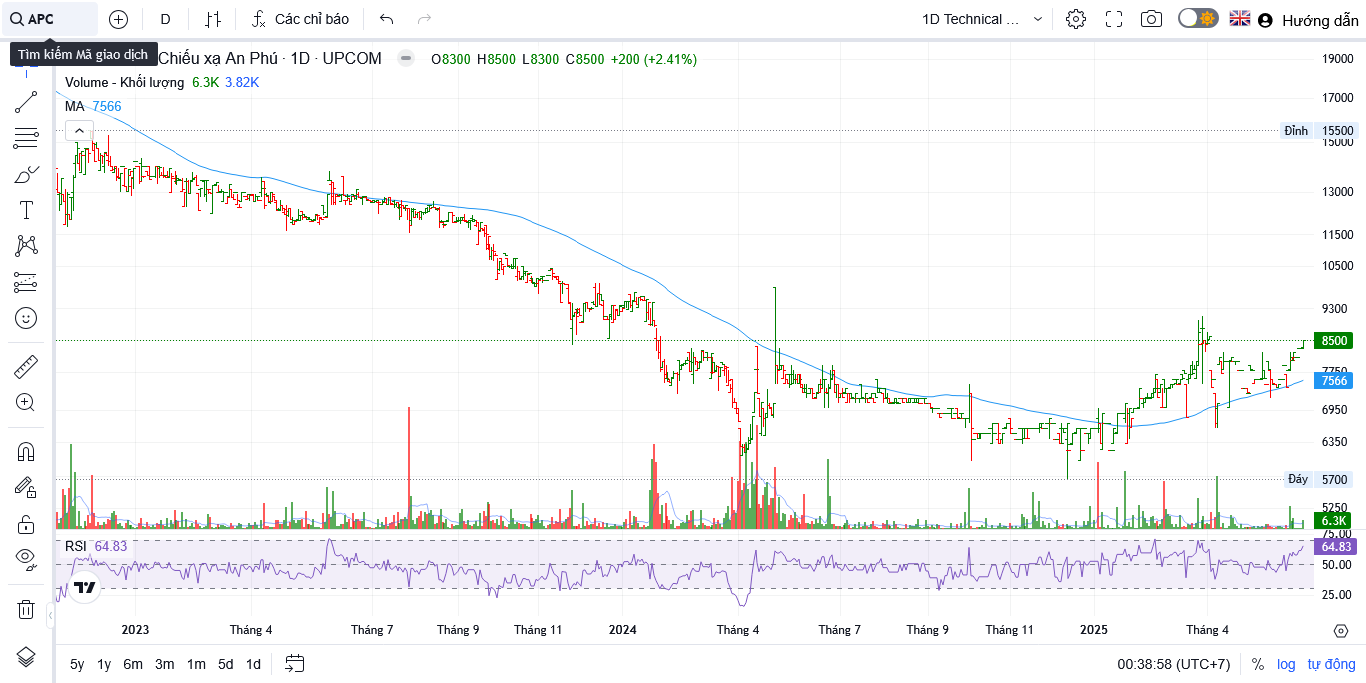 APC
D
Các chỉ báo
1D Technical ...
Hướng dẫn
Tìm kiếm Mã giao dịch
Chiếu xạ An Phú · 1D · UPCOM
O8300 H8500 L8300 C8500 +200 (+2.41%)
Volume - Khối lượng 6.3K 3.82K
MA 7566
19000
17000
Đỉnh 15500
15000
13000
11500
10500
9300
8500
7750
7566
6950
6350
Đáy 5700
5250
6.3K
75.00
RSI 64.83
64.83
50.00
25.00
2023 Tháng 4 Tháng 7 Tháng 9 Tháng 11 2024 Tháng 4 Tháng 7 Tháng 9 Tháng 11 2025 Tháng 4
5y 1y 6m 3m 1m 5d 1d
00:38:58 (UTC+7) % log tự động